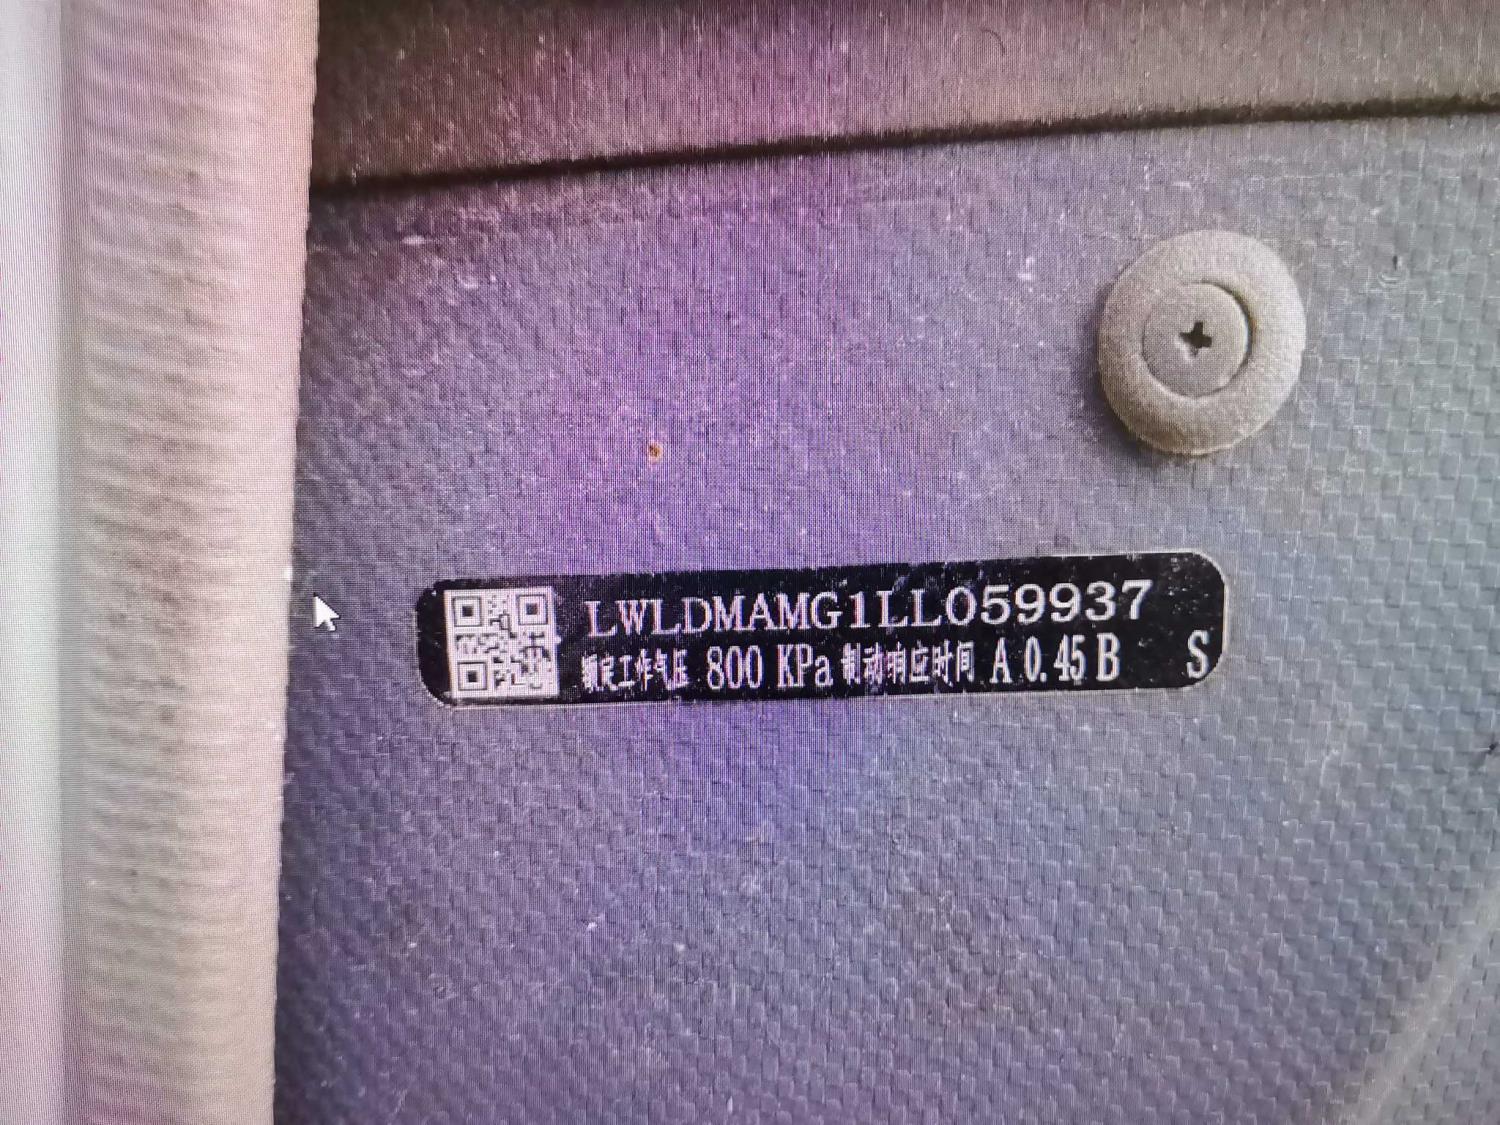 LWLDMAMG1LL059937
额定工作气压 800 KPa 制动响应时间 A 0.45 B S